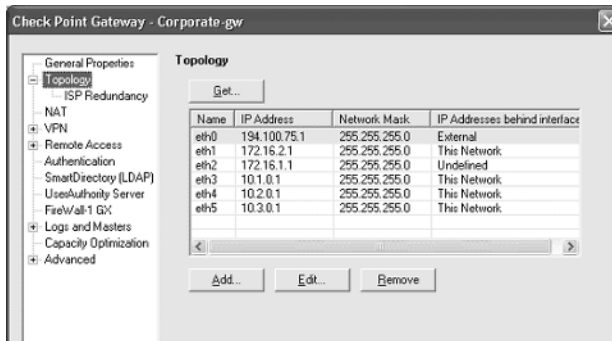 Check Point Gateway - Corporate-gw
General Properties
Topology
ISP Redundancy
NAT
VPN
Remote Access
Authentication
SmartDirectory (LDAP)
UserAuthority Server
FireWall-1 GX
Logs and Masters
Capacity Optimization
Advanced
Topology
Get...
Name IP Address Network Mask IP Addresses behind interface
eth0 194.100.75.1 255.255.255.0 External
eth1 172.16.2.1 255.255.255.0 This Network
eth2 172.16.1.1 255.255.255.0 Undefined
eth3 10.1.0.1 255.255.255.0 This Network
eth4 10.2.0.1 255.255.255.0 This Network
eth5 10.3.0.1 255.255.255.0 This Network
Add... Edit... Remove